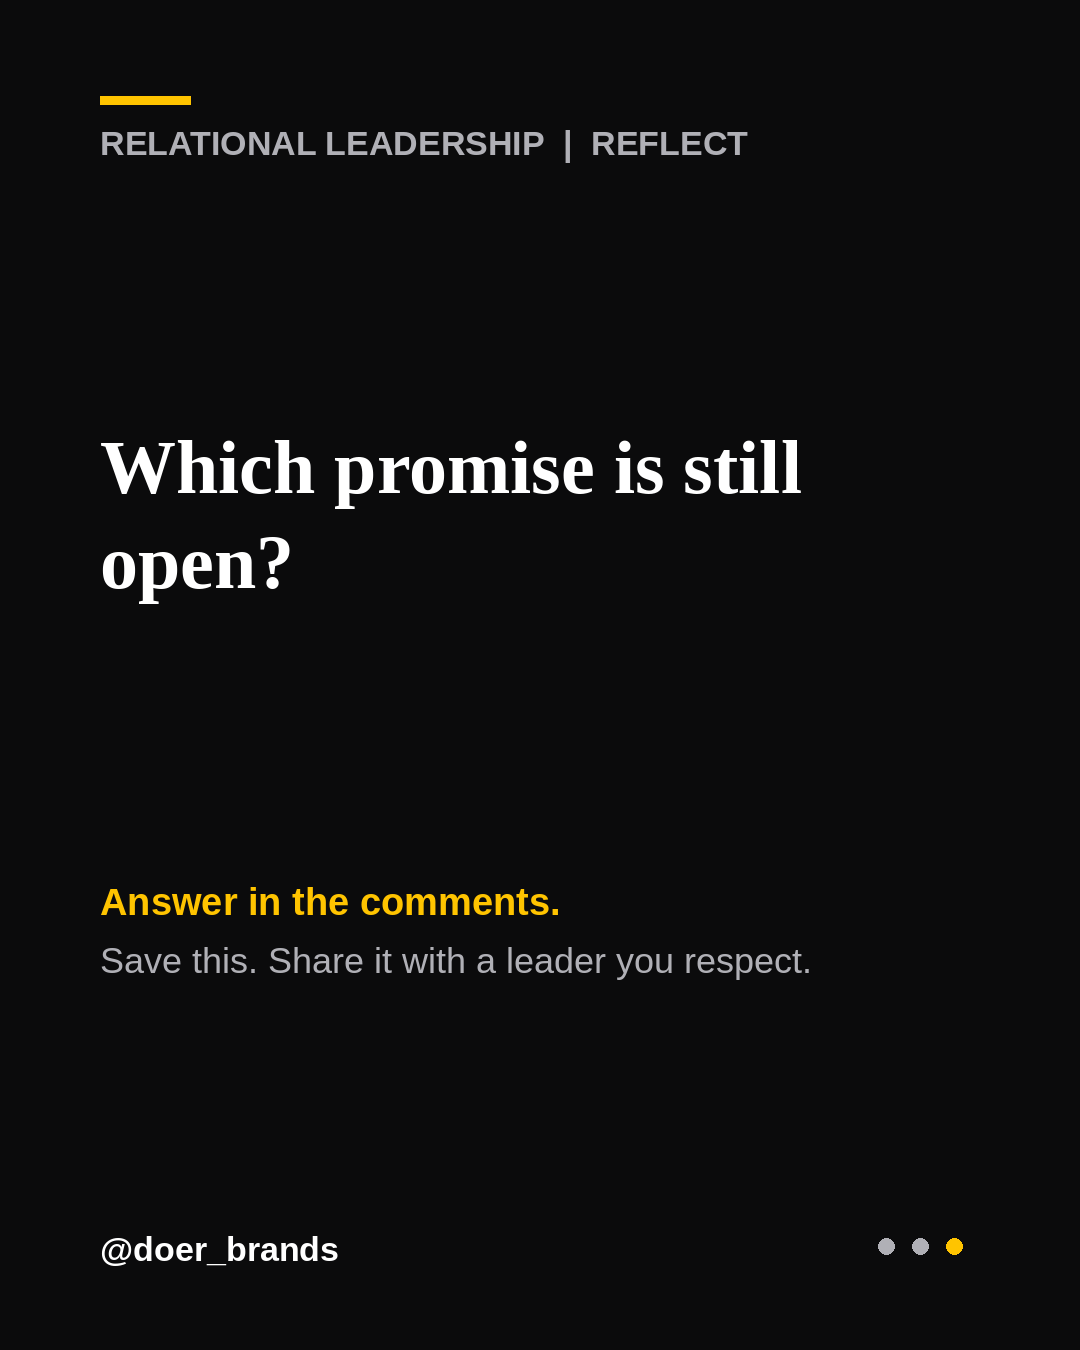 RELATIONAL LEADERSHIP | REFLECT
Which promise is still
open?
Answer in the comments.
Save this. Share it with a leader you respect.
@doer_brands